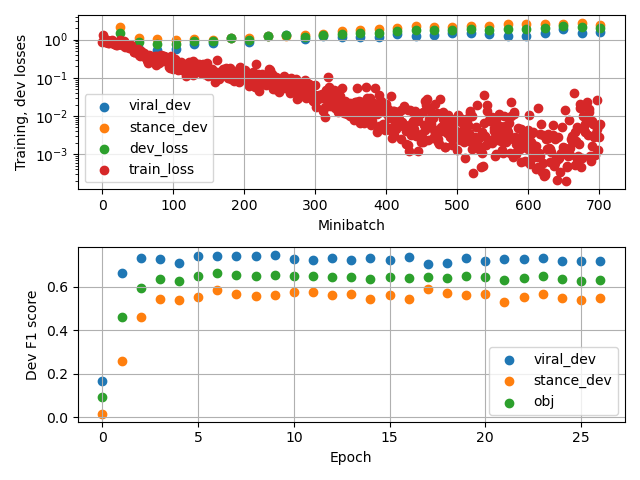 Training, dev losses
10⁰
10⁻¹
10⁻²
10⁻³
viral_dev
stance_dev
dev_loss
train_loss
0 100 200 300 400 500 600 700
Minibatch
Dev F1 score
0.6
0.4
0.2
0.0
viral_dev
stance_dev
obj
0 5 10 15 20 25
Epoch